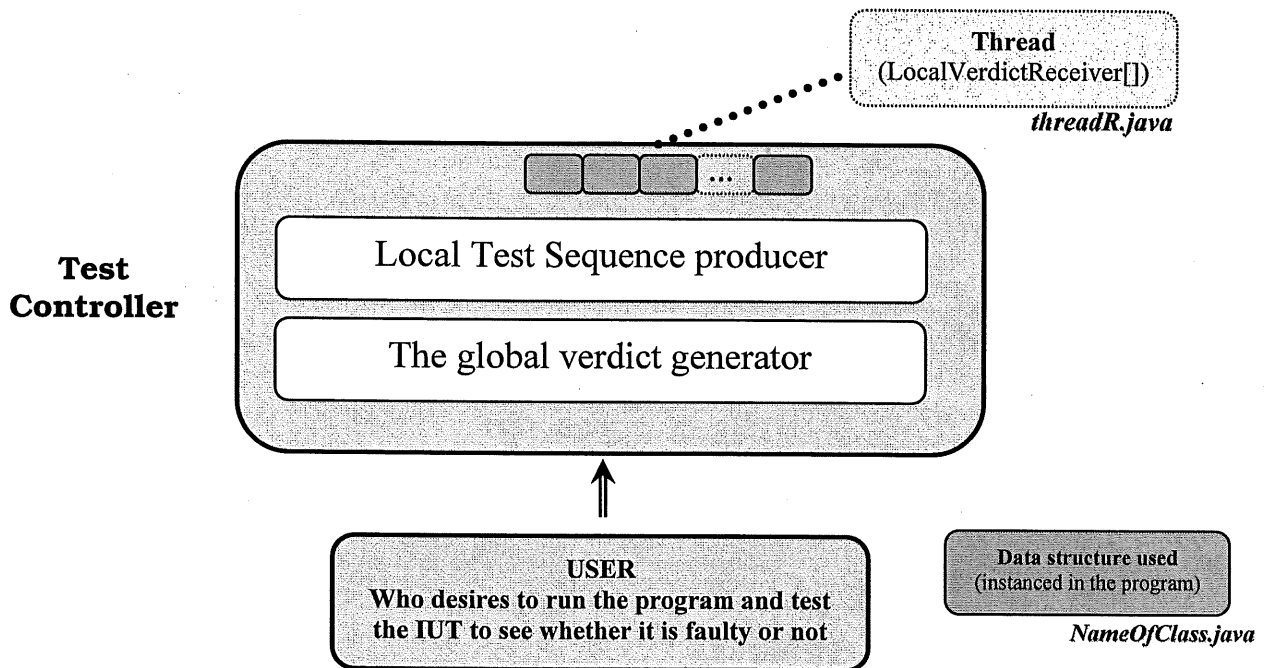 Thread
(LocalVerdictReceiver[])
threadR.java
...
Local Test Sequence producer
Test
Controller
The global verdict generator
USER
Who desires to run the program and test
the IUT to see whether it is faulty or not
Data structure used
(instanced in the program)
NameOfClass.java